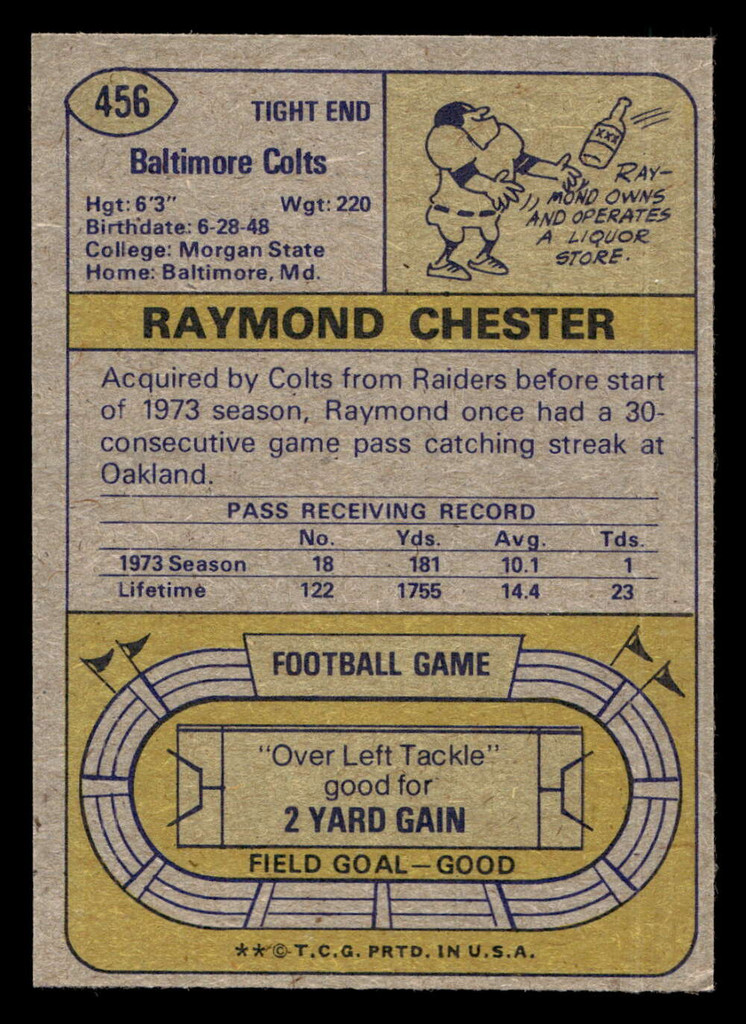 456
TIGHT END
Baltimore Colts
Hgt: 6'3" Wgt: 220
Birthdate: 6-28-48
College: Morgan State
Home: Baltimore, Md.
XXX
RAY-
MOND OWNS
AND OPERATES
A LIQUOR
STORE.
RAYMOND CHESTER
Acquired by Colts from Raiders before start
of 1973 season, Raymond once had a 30-
consecutive game pass catching streak at
Oakland.
PASS RECEIVING RECORD
No. Yds. Avg. Tds.
1973 Season 18 181 10.1 1
Lifetime 122 1755 14.4 23
FOOTBALL GAME
"Over Left Tackle"
good for
2 YARD GAIN
FIELD GOAL—GOOD
**© T.C.G. PRTD. IN U.S.A.